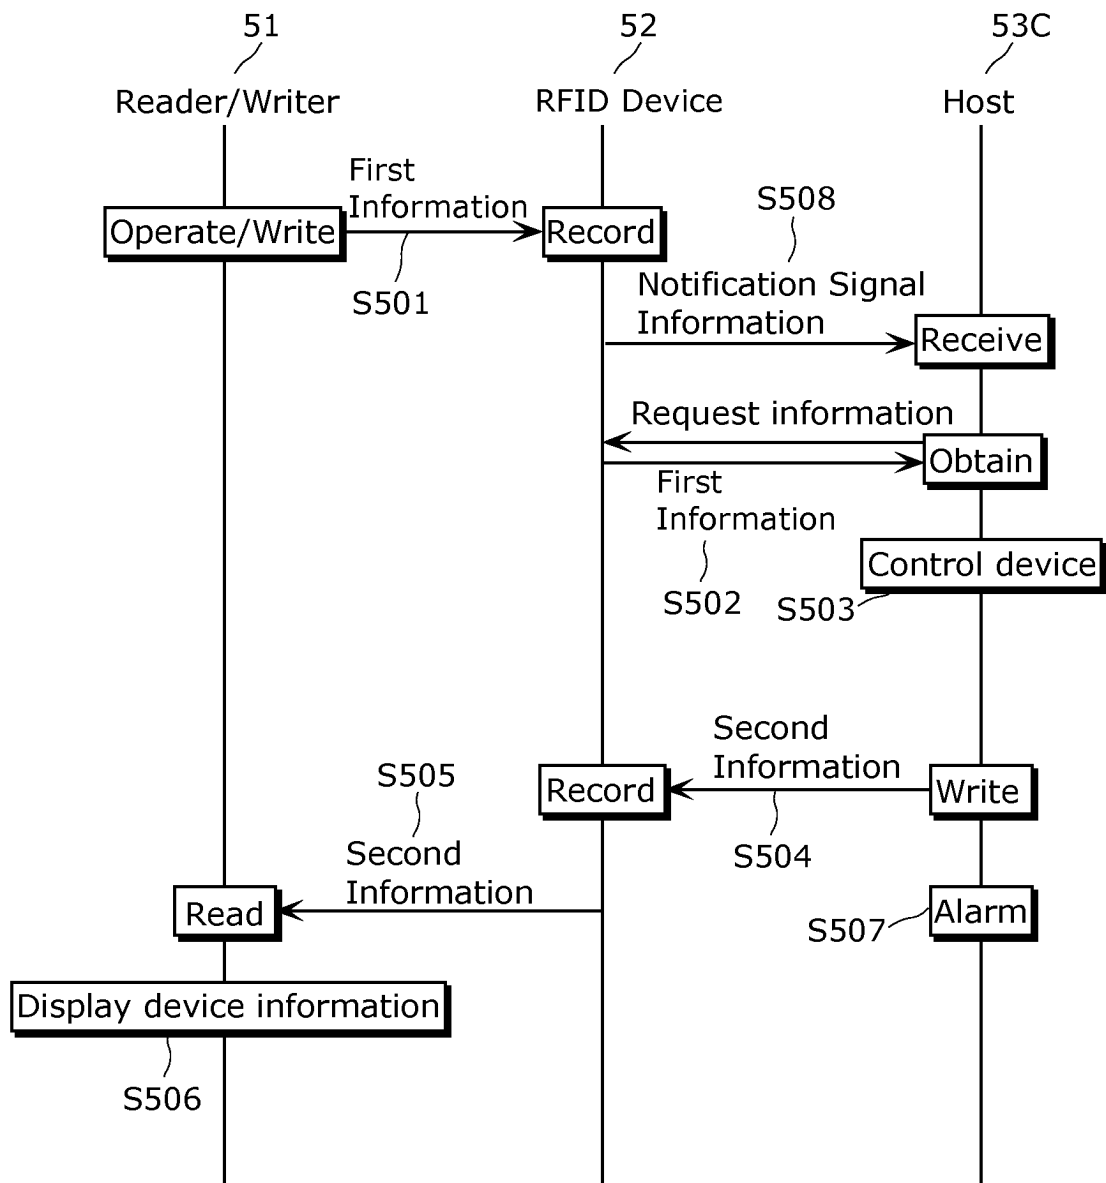 51
52
53C
Reader/Writer
RFID Device
Host
First
Information
Operate/Write
Record
S508
S501
Notification Signal
Information
Receive
Request information
Obtain
First
Information
Control device
S502
S503
Second
Information
S505
Record
Write
Second
Information
S504
Read
Alarm
S507
Display device information
S506